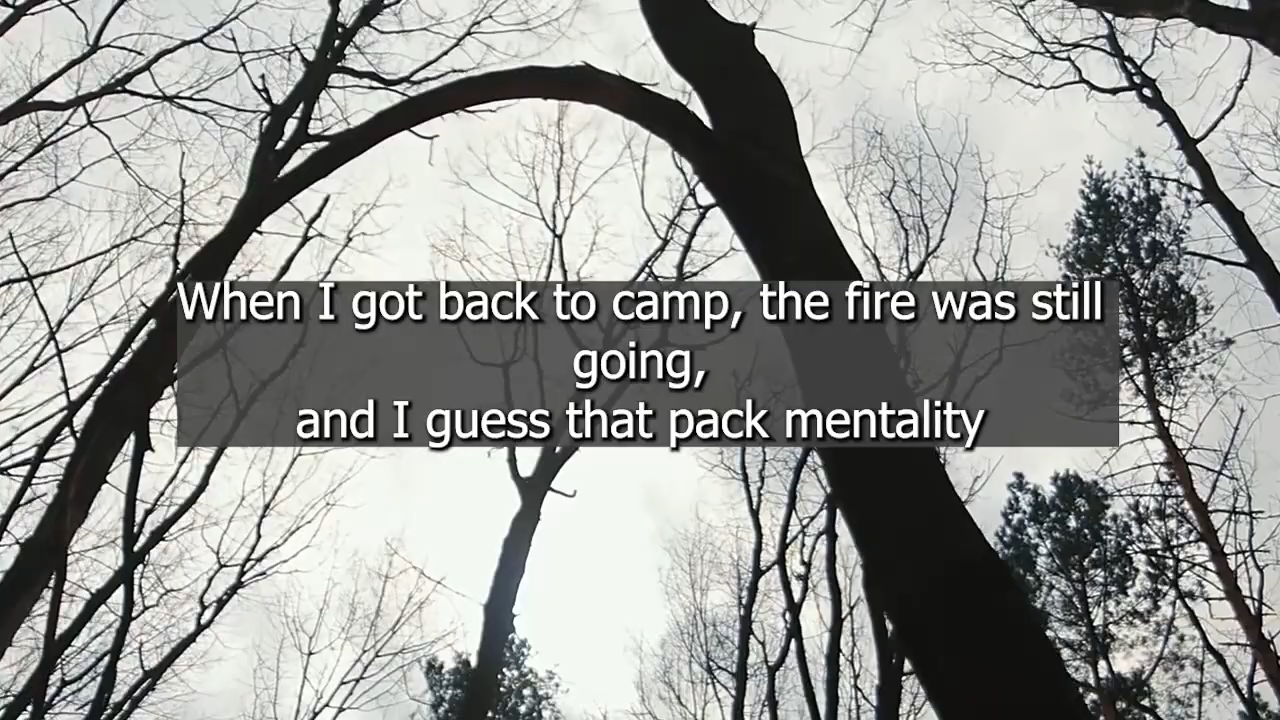 When I got back to camp, the fire was still
going,
and I guess that pack mentality